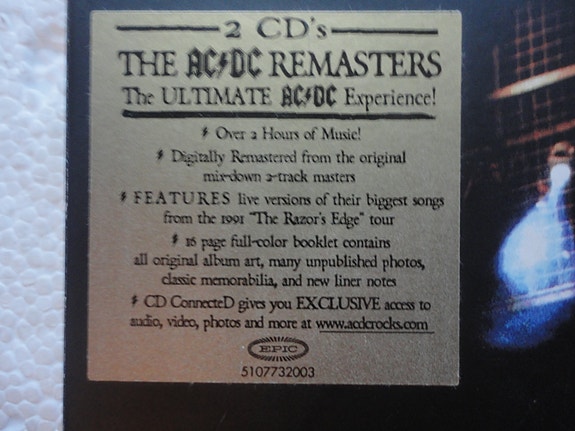 2 CD's
THE AC⚡DC REMASTERS
The ULTIMATE AC⚡DC Experience!
Over 2 Hours of Music!
Digitally Remastered from the original
mix-down 2-track masters
FEATURES live versions of their biggest songs
from the 1991 "The Razor's Edge" tour
16 page full-color booklet contains
all original album art, many unpublished photos,
classic memorabilia, and new liner notes
CD ConnecteD gives you EXCLUSIVE access to
audio, video, photos and more at www.acdcrocks.com
EPIC
5107732003